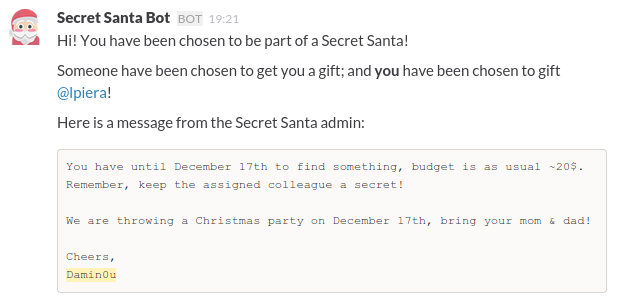 Secret Santa Bot BOT 19:21
Hi! You have been chosen to be part of a Secret Santa!
Someone have been chosen to get you a gift; and you have been chosen to gift
@lpiera!
Here is a message from the Secret Santa admin:
You have until December 17th to find something, budget is as usual ~20$.
Remember, keep the assigned colleague a secret!
We are throwing a Christmas party on December 17th, bring your mom & dad!
Cheers,
Damin0u